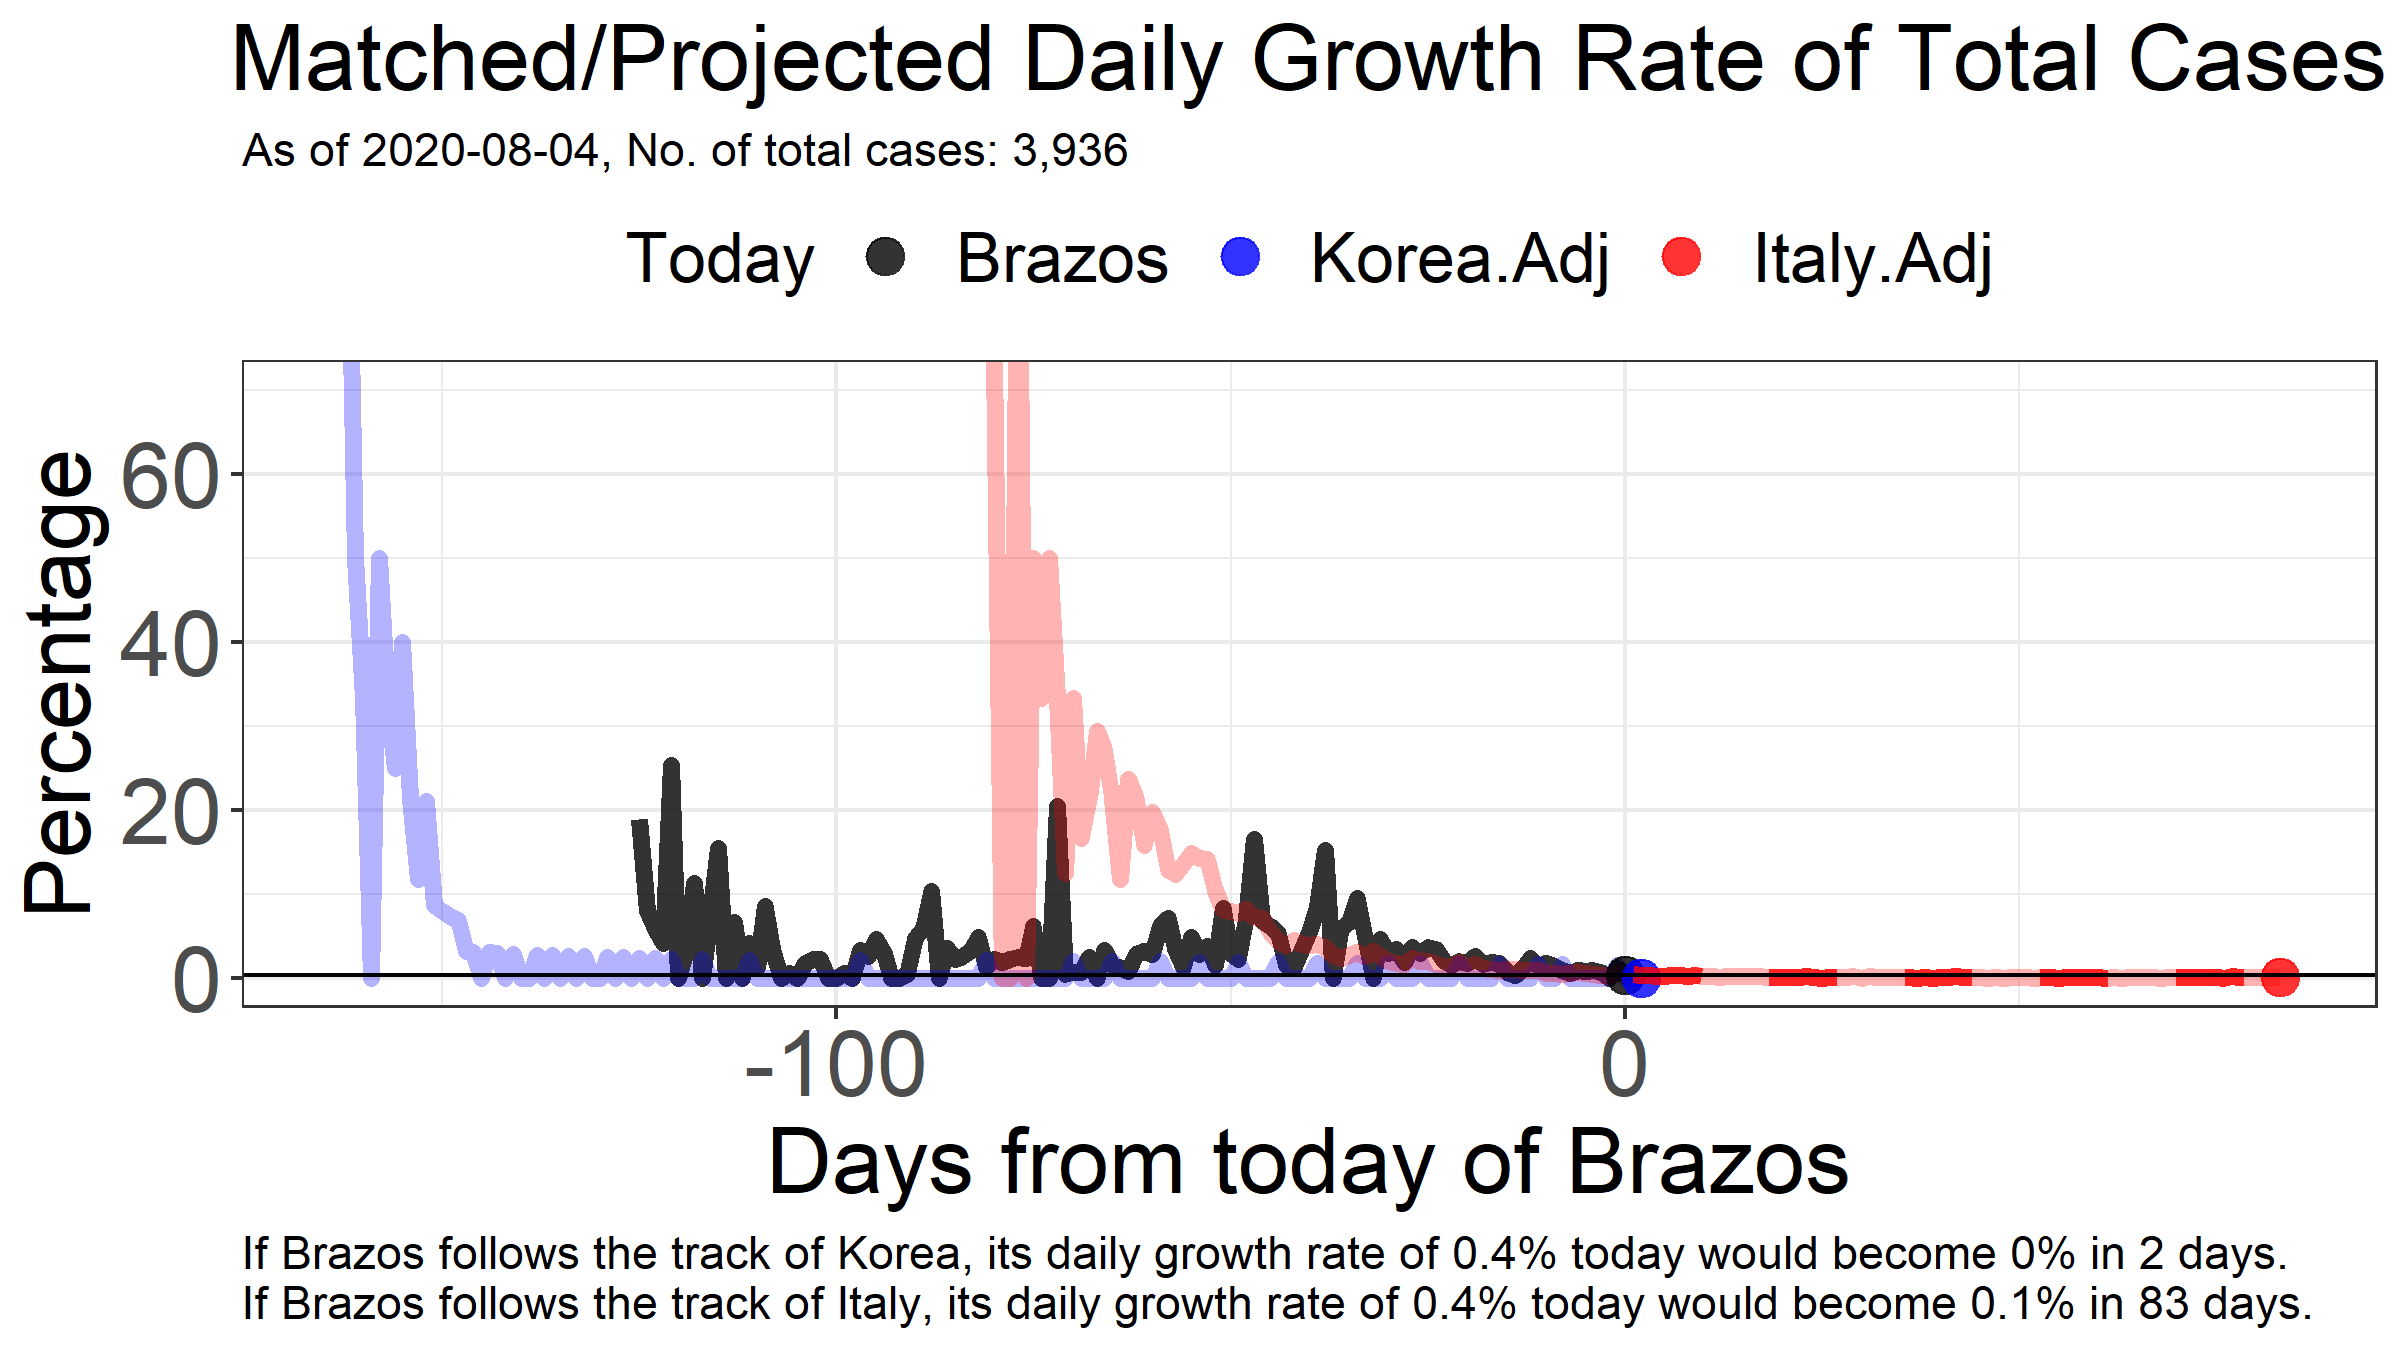 Matched/Projected Daily Growth Rate of Total Cases
As of 2020-08-04, No. of total cases: 3,936
Today Brazos Korea.Adj Italy.Adj
Percentage
60
40
20
0
-100 0
Days from today of Brazos
If Brazos follows the track of Korea, its daily growth rate of 0.4% today would become 0% in 2 days.
If Brazos follows the track of Italy, its daily growth rate of 0.4% today would become 0.1% in 83 days.